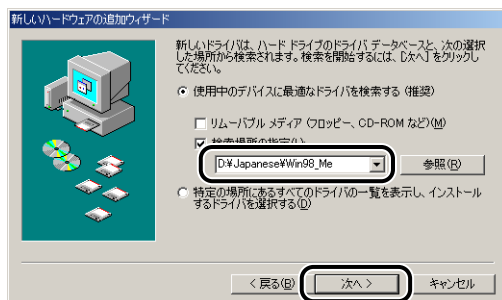 新しいハードウェアの追加ウィザード
新しいドライバは、ハード ドライブのドライバ データベースと、次の選択
した場所から検索されます。検索を開始するには、[次へ] をクリックし
てください。
使用中のデバイスに最適なドライバを検索する (推奨)
リムーバブル メディア (フロッピー、CD-ROM など)(M)
検索場所の指定(L)
D:¥Japanese¥Win98_Me
参照(R)
特定の場所にあるすべてのドライバの一覧を表示し、インストール
するドライバを選択する(D)
< 戻る(B)
次へ >
キャンセル